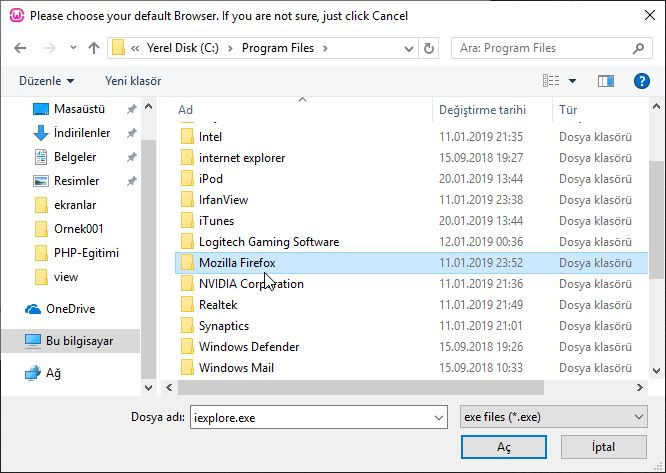 Please choose your default Browser. If you are not sure, just click Cancel
« Yerel Disk (C:) › Program Files ›
Ara: Program Files
Düzenle
Yeni klasör
Ad
Değiştirme tarihi
Tür
Masaüstü
İndirilenler
Belgeler
Resimler
ekranlar
Ornek001
PHP-Egitimi
view
OneDrive
Bu bilgisayar
Ağ
Intel 11.01.2019 21:35 Dosya klasörü
internet explorer 15.09.2018 19:27 Dosya klasörü
iPod 20.01.2019 13:44 Dosya klasörü
IrfanView 11.01.2019 23:38 Dosya klasörü
iTunes 20.01.2019 13:44 Dosya klasörü
Logitech Gaming Software 12.01.2019 00:36 Dosya klasörü
Mozilla Firefox 11.01.2019 23:52 Dosya klasörü
NVIDIA Corporation 11.01.2019 21:36 Dosya klasörü
Realtek 11.01.2019 21:49 Dosya klasörü
Synaptics 11.01.2019 21:01 Dosya klasörü
Windows Defender 15.09.2018 19:26 Dosya klasörü
Windows Mail 15.09.2018 10:33 Dosya klasörü
Dosya adı: iexplore.exe
exe files (*.exe)
Aç
İptal